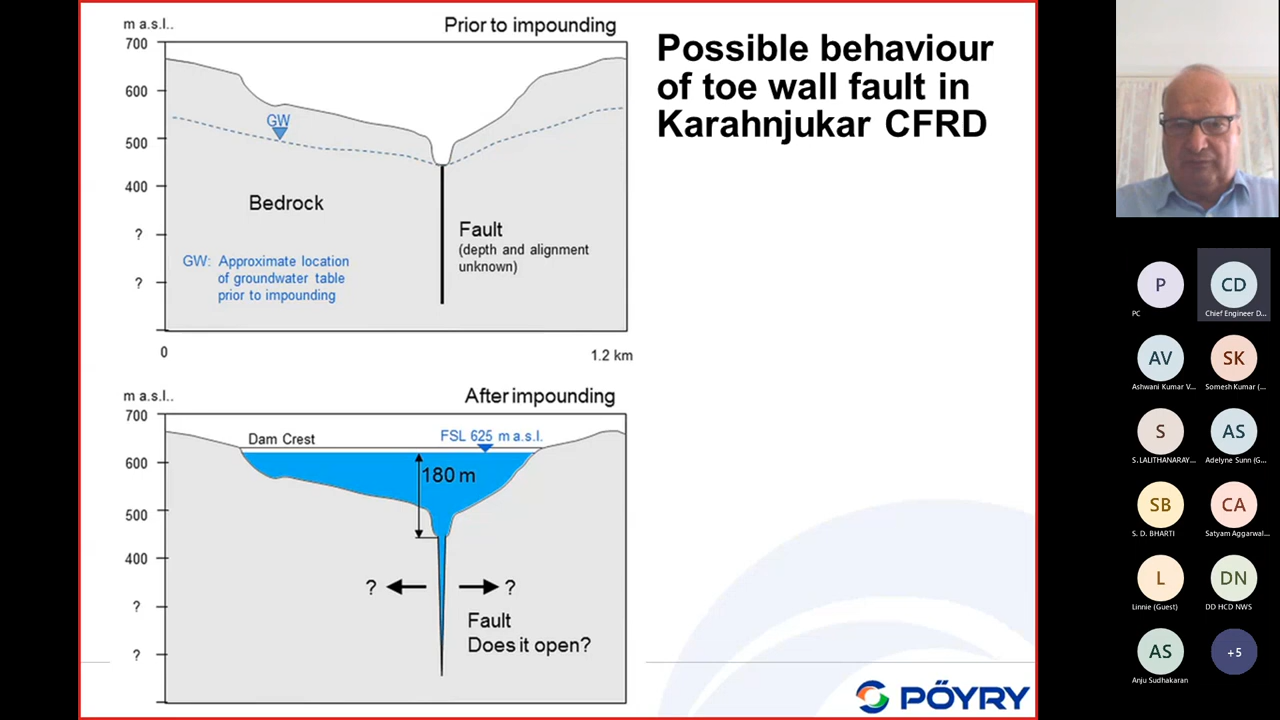 m a.s.l..
Prior to impounding
Possible behaviour
of toe wall fault in
Karahnjukar CFRD
700
600
500
400
?
?
GW
Bedrock
Fault
(depth and alignment
unknown)
GW: Approximate location
of groundwater table
prior to impounding
0
1.2 km
m a.s.l..
After impounding
700
600
500
400
?
?
Dam Crest
FSL 625 m a.s.l.
180 m
?
?
Fault
Does it open?
PÖYRY
P
PC
CD
Chief Engineer D...
AV
Ashwani Kumar V...
SK
Somesh Kumar (...
S
S. LALITHANARAY...
AS
Adelyne Sunn (G...
SB
S. D. BHARTI
CA
Satyam Aggarwal...
L
Linnie (Guest)
DN
DD HCD NWS
AS
Anju Sudhakaran
+5